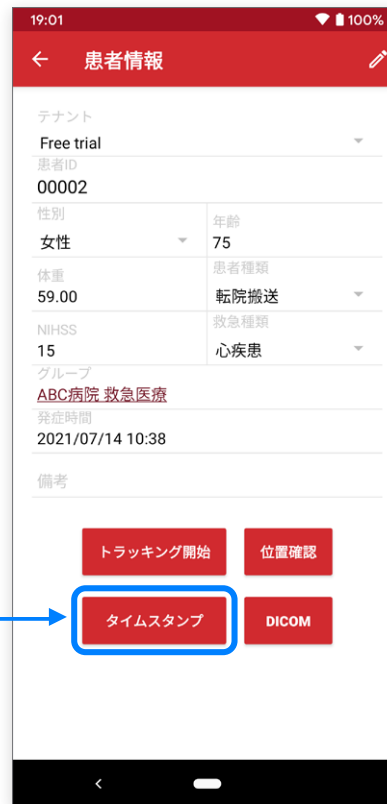 19:01 100%
患者情報
テナント
Free trial
患者ID
00002
性別 年齢
女性 75
体重 患者種類
59.00 転院搬送
NIHSS 救急種類
15 心疾患
グループ
ABC病院 救急医療
発症時間
2021/07/14 10:38
備考
トラッキング開始 位置確認
タイムスタンプ DICOM